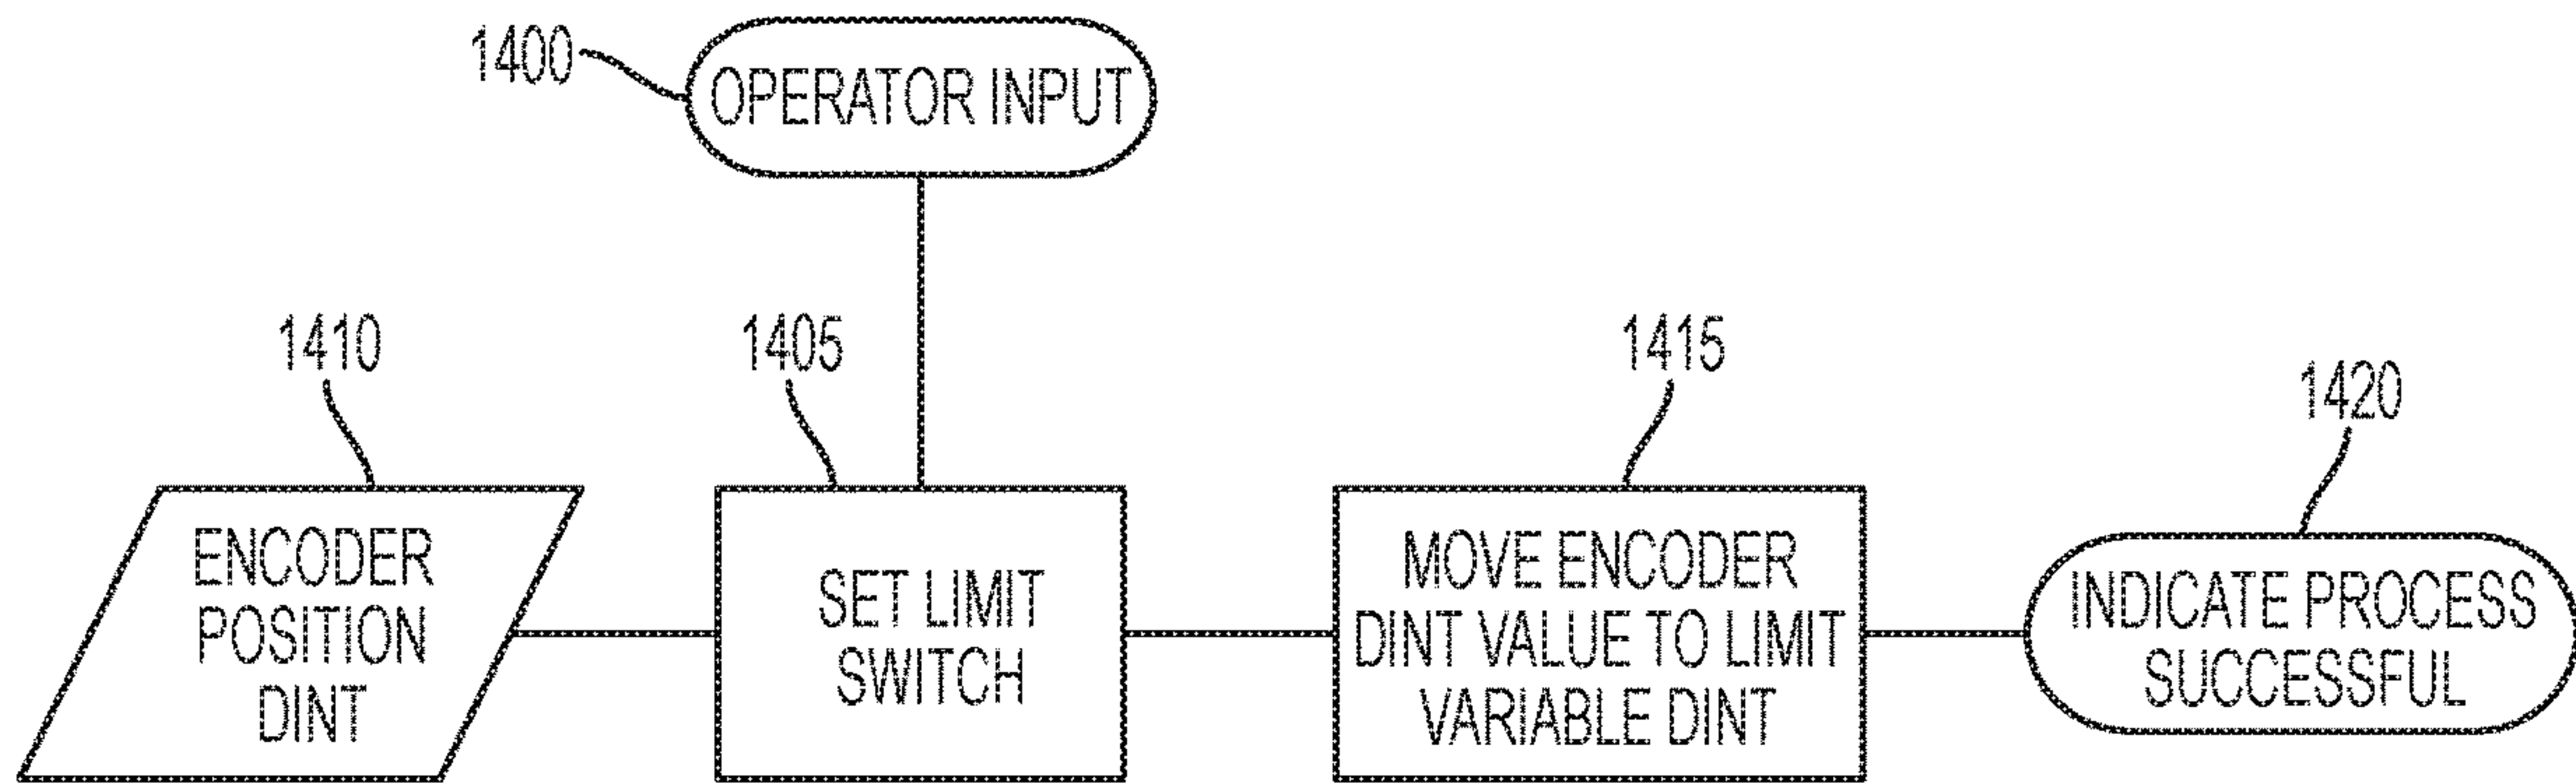 1400
OPERATOR INPUT
1410
1405
1415
1420
ENCODER
POSITION
DINT
SET LIMIT
SWITCH
MOVE ENCODER
DINT VALUE TO LIMIT
VARIABLE DINT
INDICATE PROCESS
SUCCESSFUL